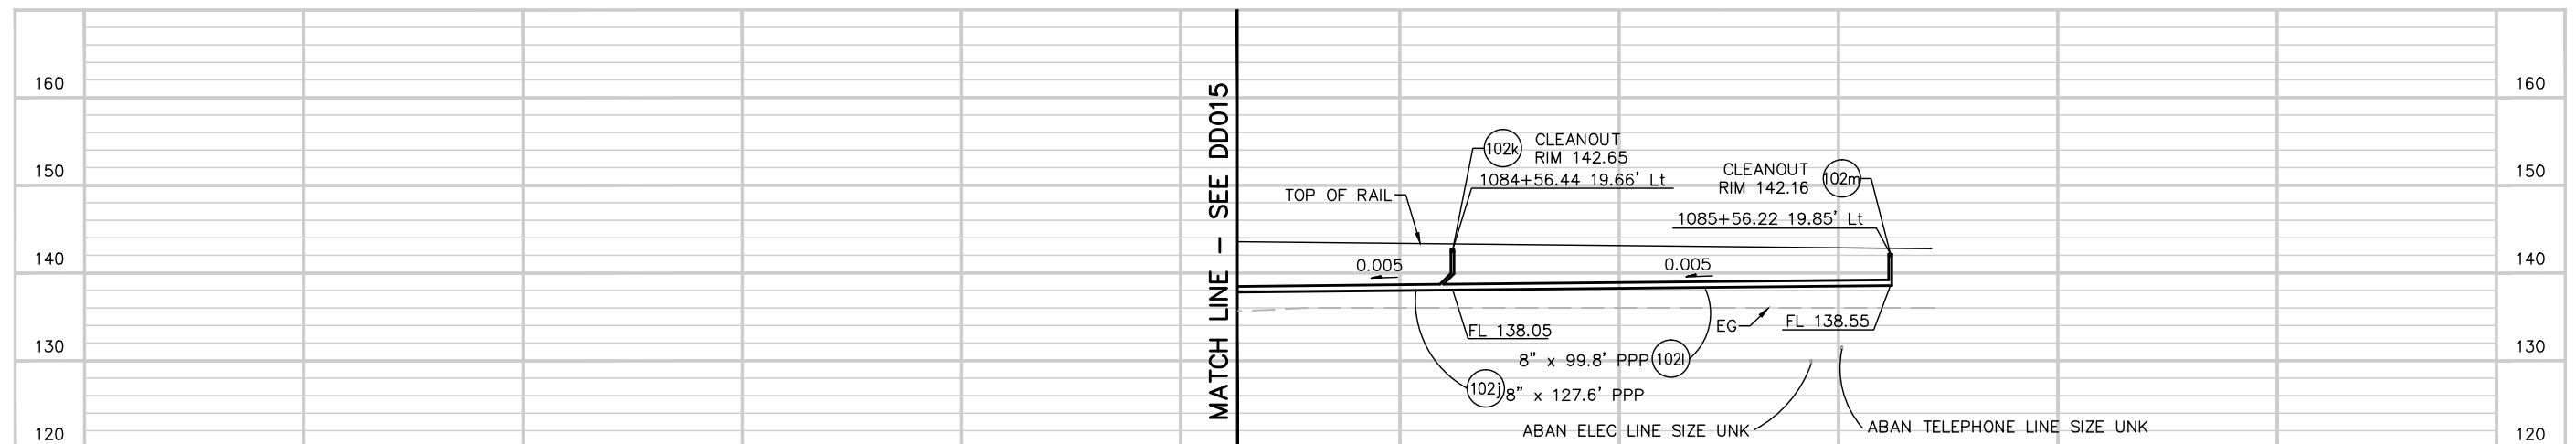 160
150
140
130
120
MATCH LINE - SEE DD015
TOP OF RAIL
102k
CLEANOUT
RIM 142.65
1084+56.44 19.66' Lt
CLEANOUT
RIM 142.16
102m
1085+56.22 19.85' Lt
0.005
0.005
FL 138.05
EG
FL 138.55
8" x 99.8' PPP
102l
102j
8" x 127.6' PPP
ABAN ELEC LINE SIZE UNK
ABAN TELEPHONE LINE SIZE UNK
160
150
140
130
120